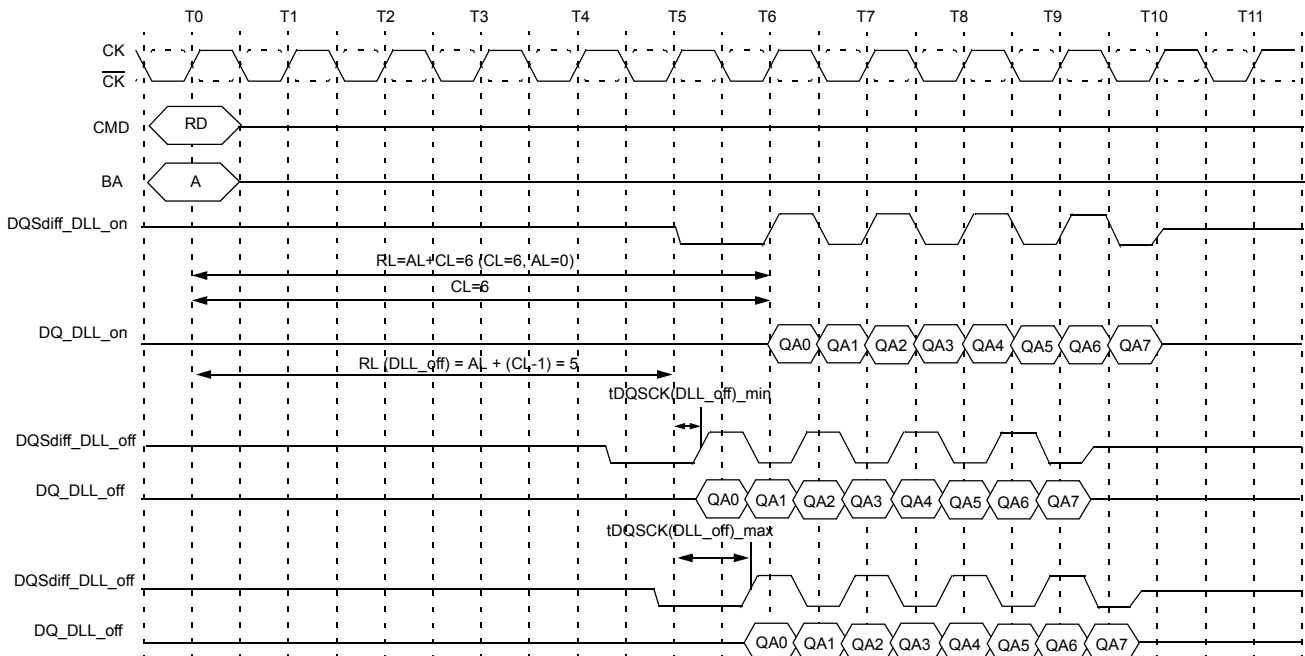 T0 T1 T2 T3 T4 T5 T6 T7 T8 T9 T10 T11
CK
CK
CMD RD
BA A
DQSdiff_DLL_on
RL=AL+CL=6 (CL=6, AL=0)
CL=6
DQ_DLL_on QA0 QA1 QA2 QA3 QA4 QA5 QA6 QA7
RL (DLL_off) = AL + (CL-1) = 5
tDQSCK(DLL_off)_min
DQSdiff_DLL_off
DQ_DLL_off QA0 QA1 QA2 QA3 QA4 QA5 QA6 QA7
tDQSCK(DLL_off)_max
DQSdiff_DLL_off
DQ_DLL_off QA0 QA1 QA2 QA3 QA4 QA5 QA6 QA7